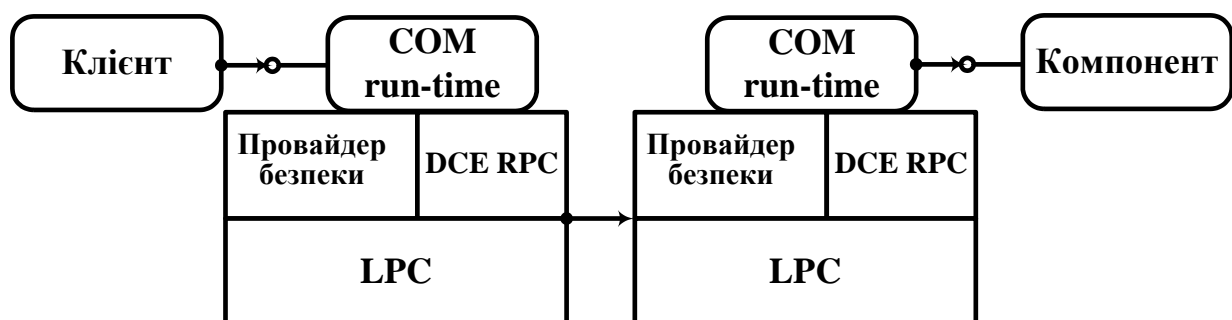 Клієнт
COM
run-time
COM
run-time
Компонент
Провайдер
безпеки
DCE RPC
Провайдер
безпеки
DCE RPC
LPC
LPC